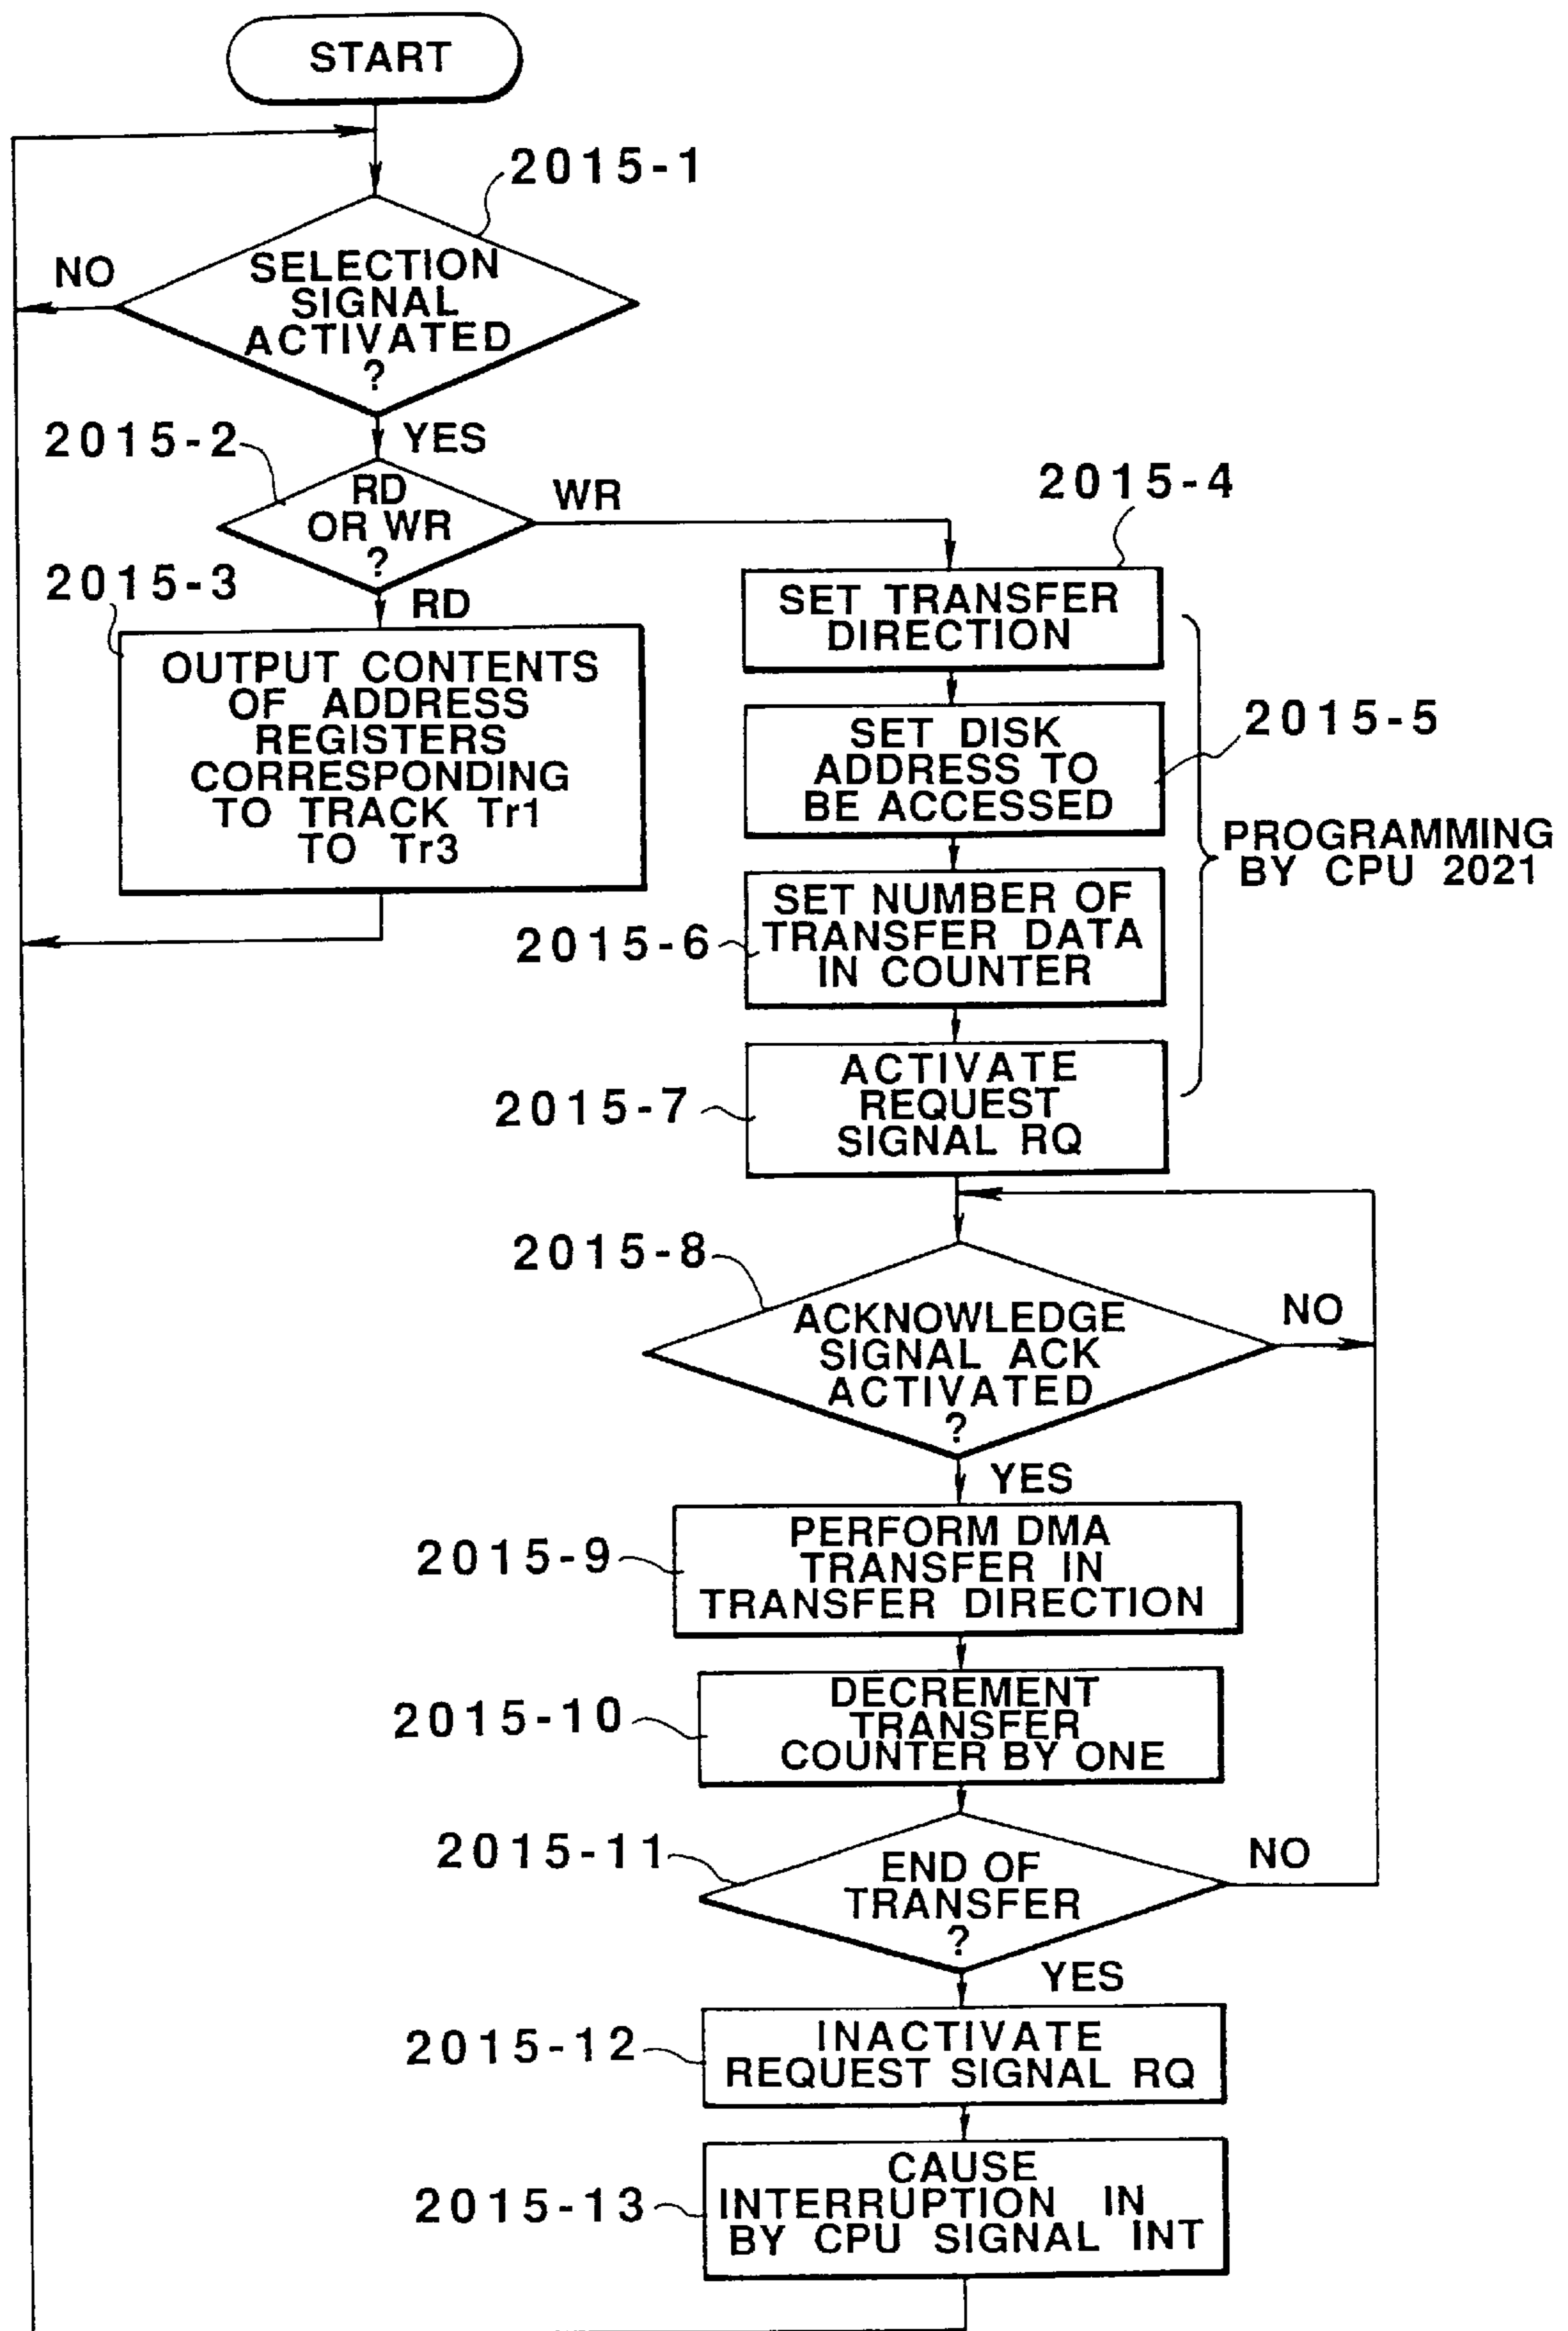 START
2015-1
SELECTION
SIGNAL
ACTIVATED
?
NO
YES
2015-2
RD
OR WR
?
WR
RD
2015-3
OUTPUT CONTENTS
OF ADDRESS
REGISTERS
CORRESPONDING
TO TRACK Tr1
TO Tr3
2015-4
SET TRANSFER
DIRECTION
2015-5
SET DISK
ADDRESS TO
BE ACCESSED
PROGRAMMING
BY CPU 2021
2015-6
SET NUMBER OF
TRANSFER DATA
IN COUNTER
2015-7
ACTIVATE
REQUEST
SIGNAL RQ
2015-8
ACKNOWLEDGE
SIGNAL ACK
ACTIVATED
?
NO
YES
2015-9
PERFORM DMA
TRANSFER IN
TRANSFER DIRECTION
2015-10
DECREMENT
TRANSFER
COUNTER BY ONE
2015-11
END OF
TRANSFER
?
NO
YES
2015-12
INACTIVATE
REQUEST SIGNAL RQ
2015-13
CAUSE
INTERRUPTION IN
BY CPU SIGNAL INT